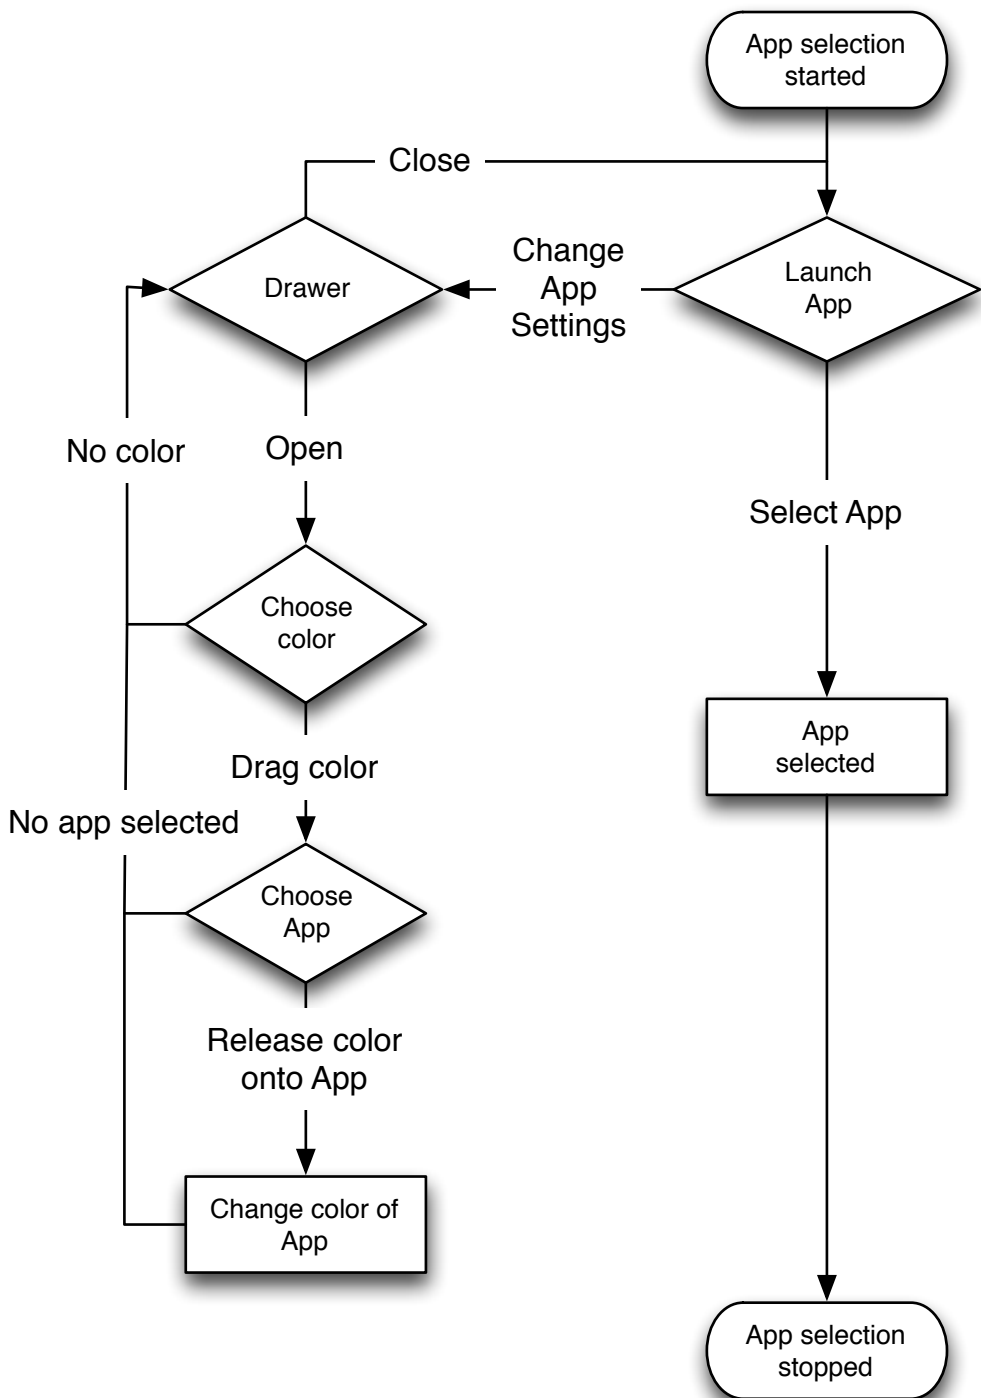 App selection
started
Close
Change
App
Settings
Drawer
Launch
App
No color
Open
Select App
Choose
color
App
selected
Drag color
No app selected
Choose
App
Release color
onto App
Change color of
App
App selection
stopped